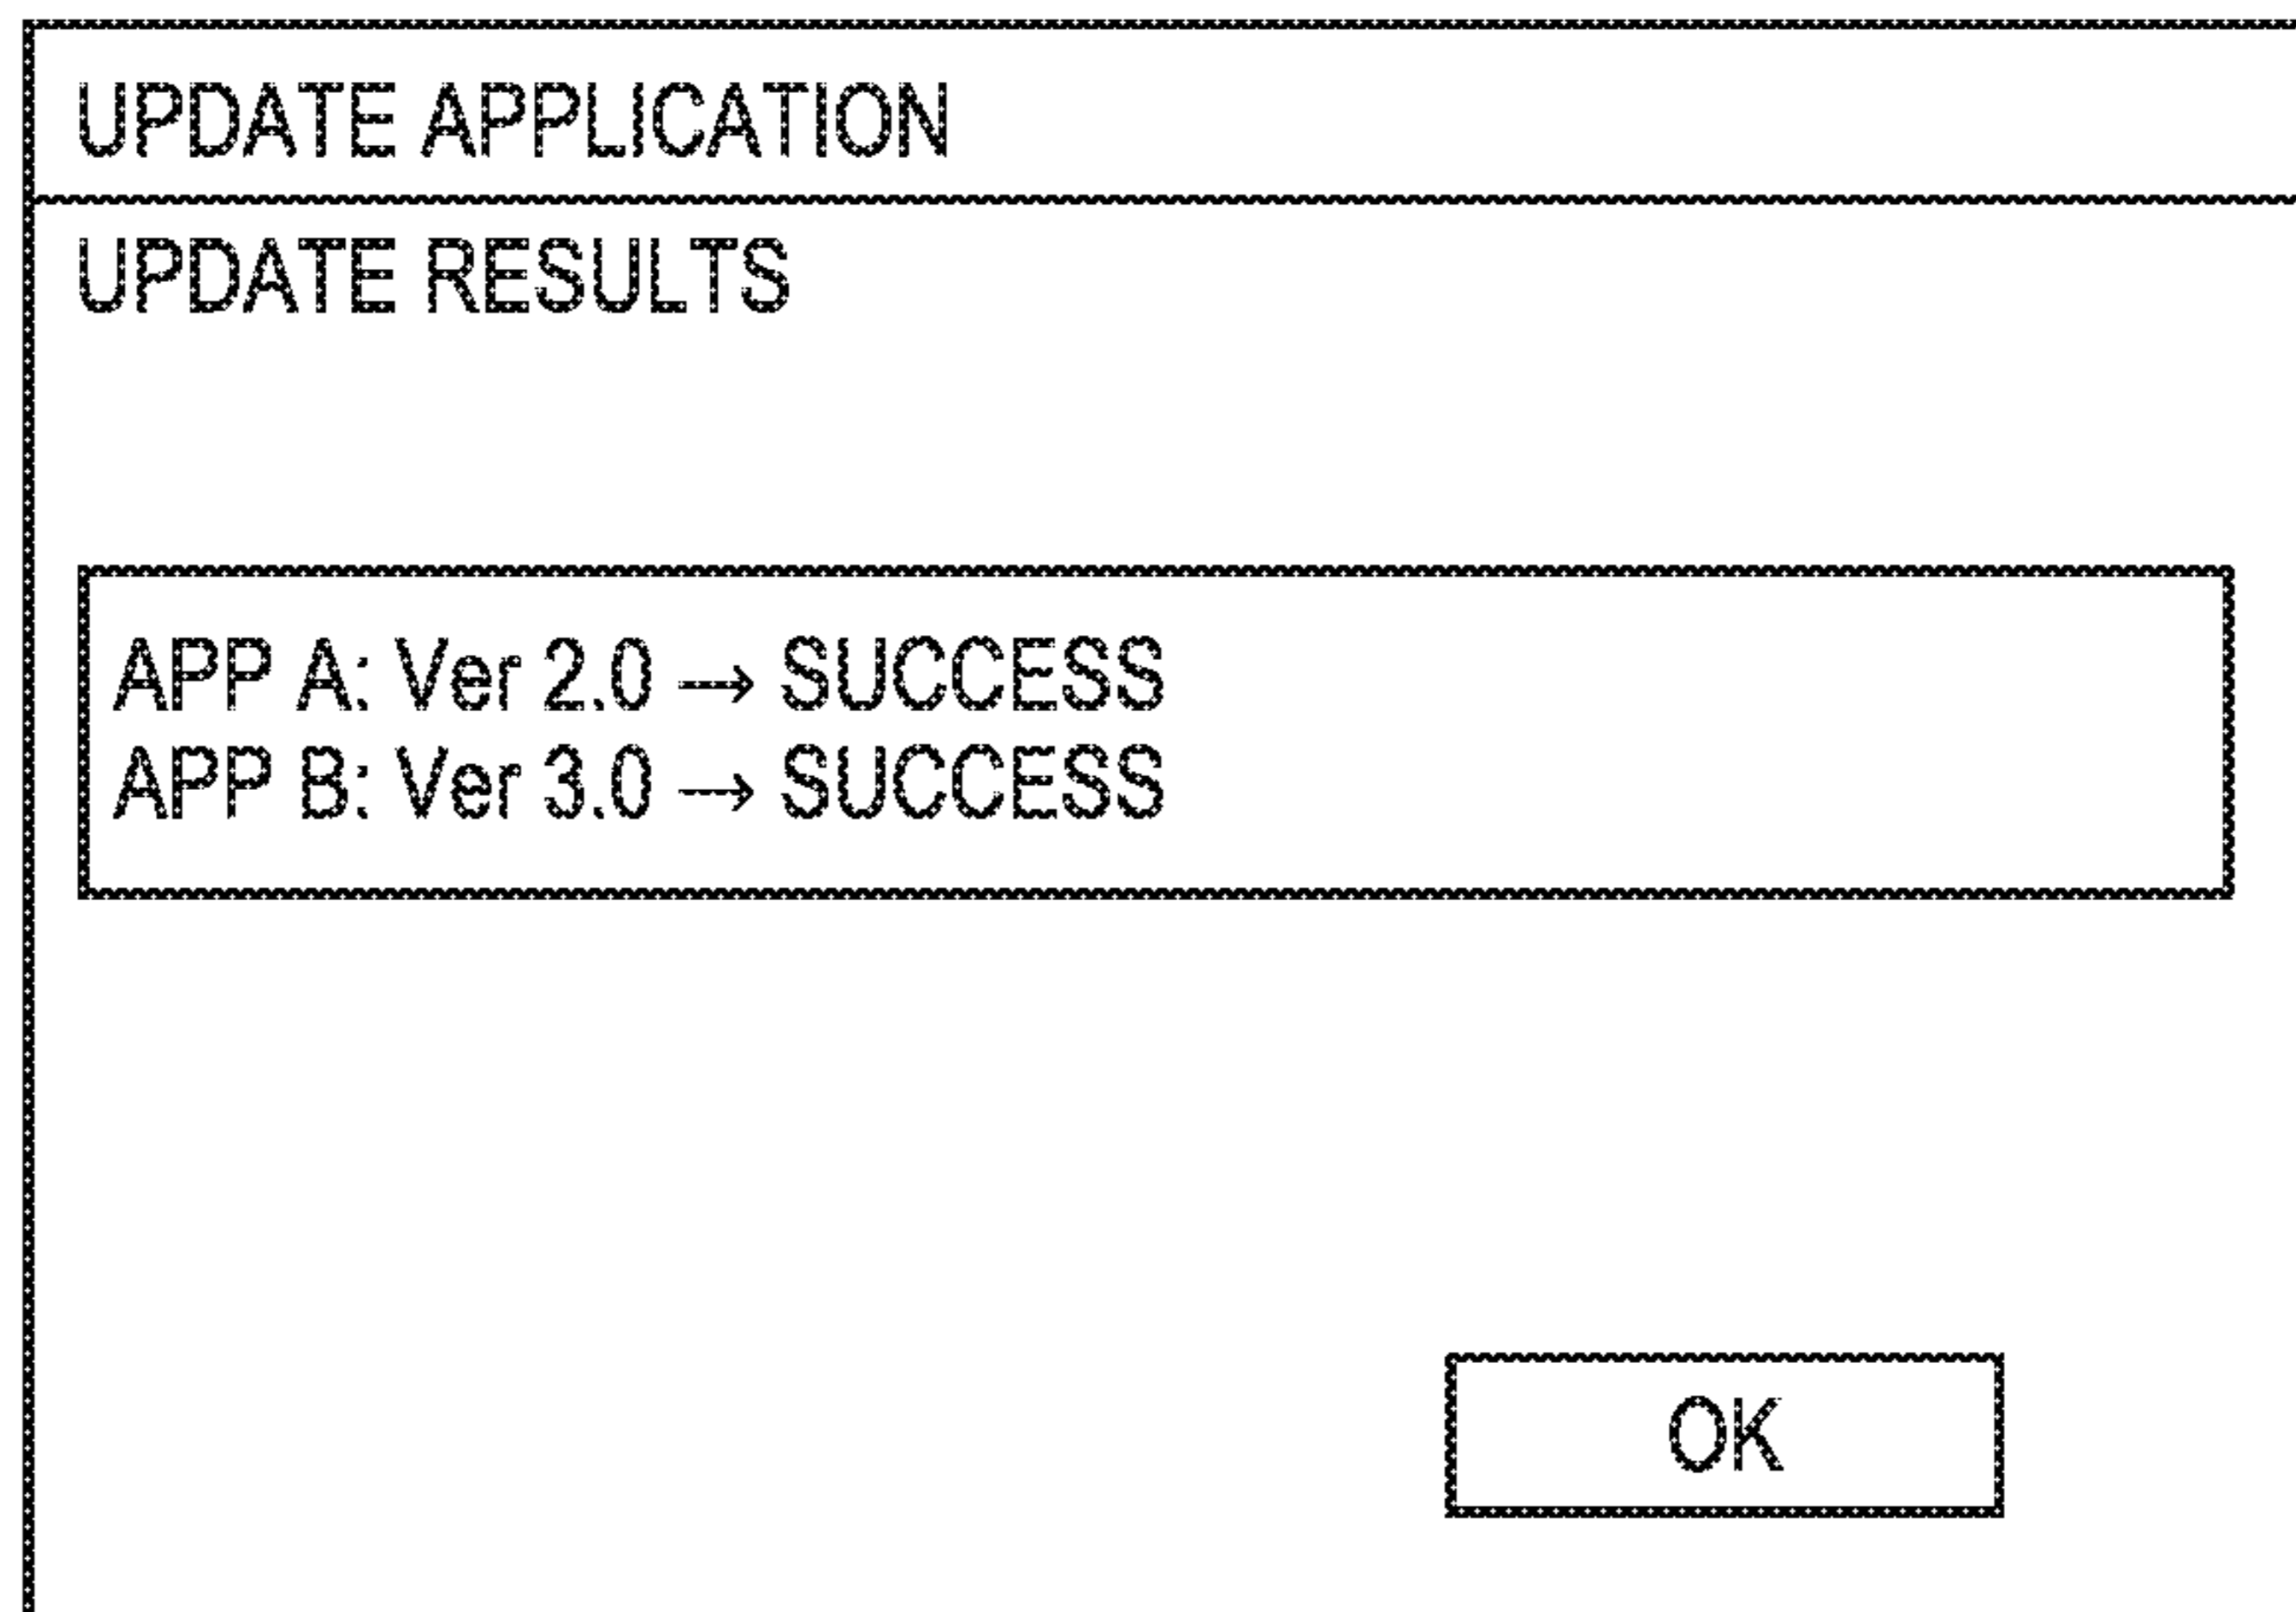 UPDATE APPLICATION
UPDATE RESULTS
APP A: Ver 2.0 → SUCCESS
APP B: Ver 3.0 → SUCCESS
OK